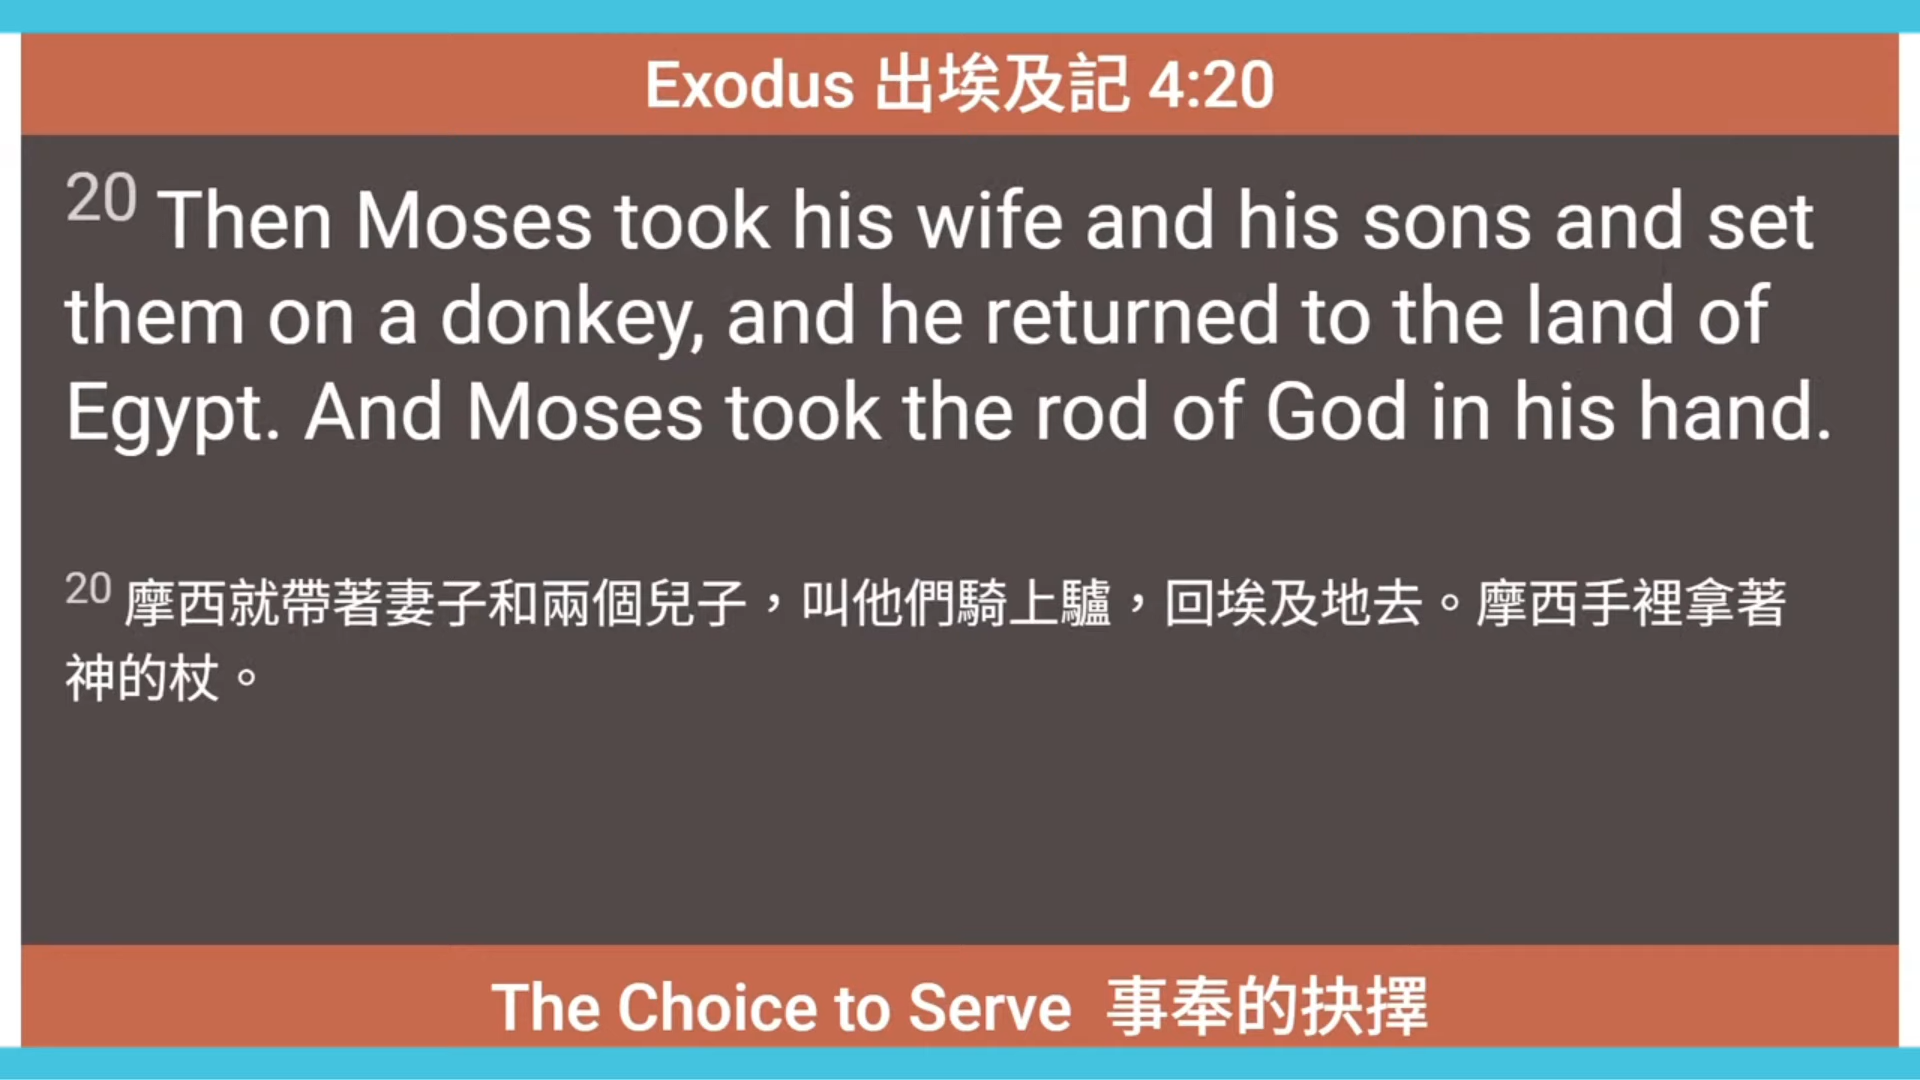 Exodus 出埃及記 4:20
20 Then Moses took his wife and his sons and set
them on a donkey, and he returned to the land of
Egypt. And Moses took the rod of God in his hand.
20 摩西就帶著妻子和兩個兒子，叫他們騎上驢，回埃及地去。摩西手裡拿著
神的杖。
The Choice to Serve 事奉的抉擇